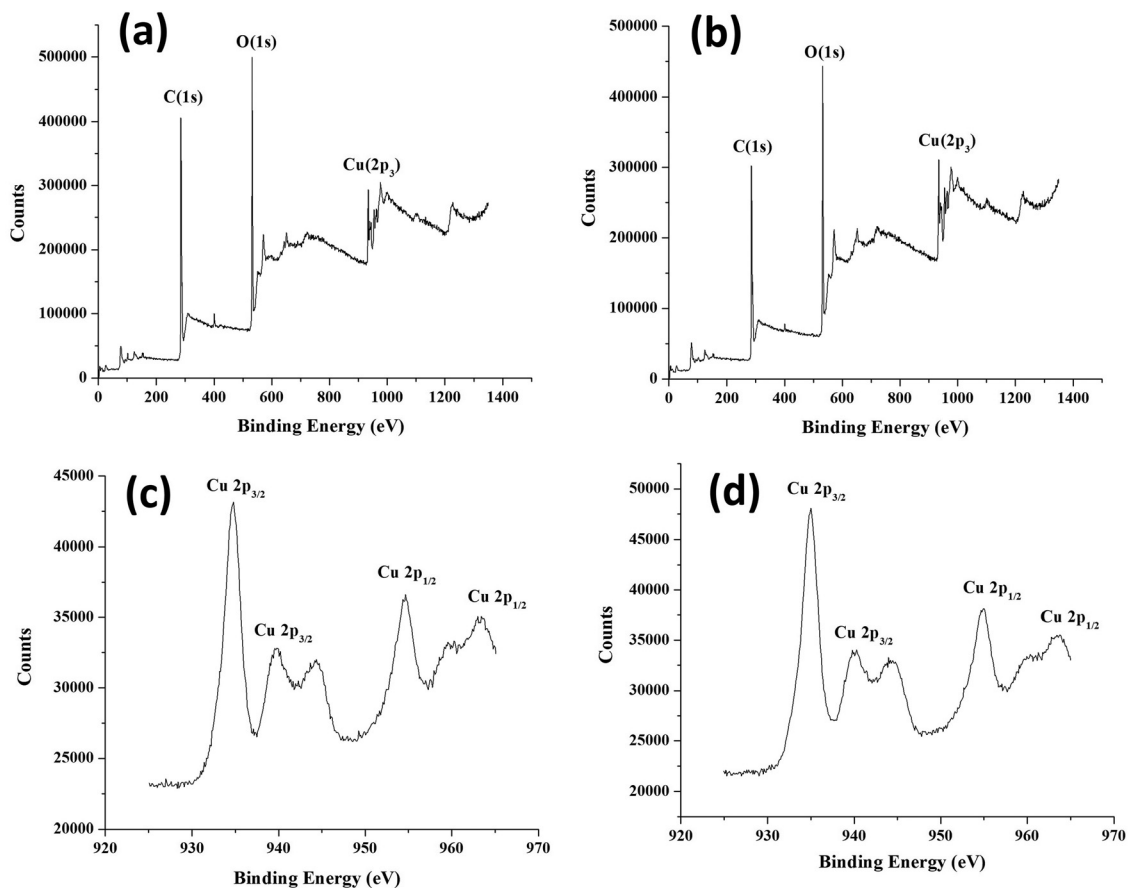 (a)
O(1s)
C(1s)
Cu(2p3)
500000
400000
300000
200000
100000
0
Counts
0 200 400 600 800 1000 1200 1400
Binding Energy (eV)
(b)
O(1s)
C(1s)
Cu(2p3)
500000
400000
300000
200000
100000
0
Counts
0 200 400 600 800 1000 1200 1400
Binding Energy (eV)
(c)
Cu 2p3/2
Cu 2p3/2
Cu 2p1/2
Cu 2p1/2
45000
40000
35000
30000
25000
20000
Counts
920 930 940 950 960 970
Binding Energy (eV)
(d)
Cu 2p3/2
Cu 2p3/2
Cu 2p1/2
Cu 2p1/2
50000
45000
40000
35000
30000
25000
20000
Counts
920 930 940 950 960 970
Binding Energy (eV)